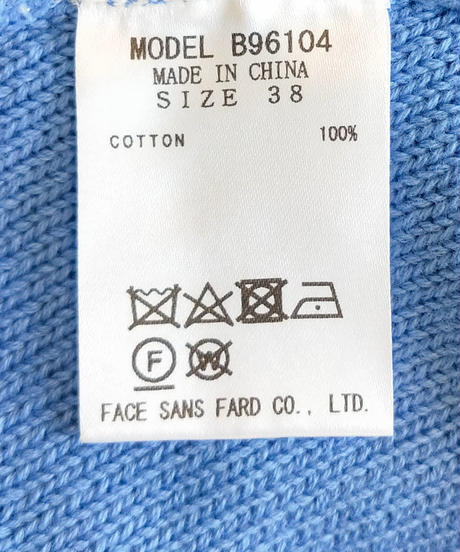 MODEL B96104
MADE IN CHINA
SIZE 38
COTTON 100%
F W
FACE SANS FARD CO., LTD.